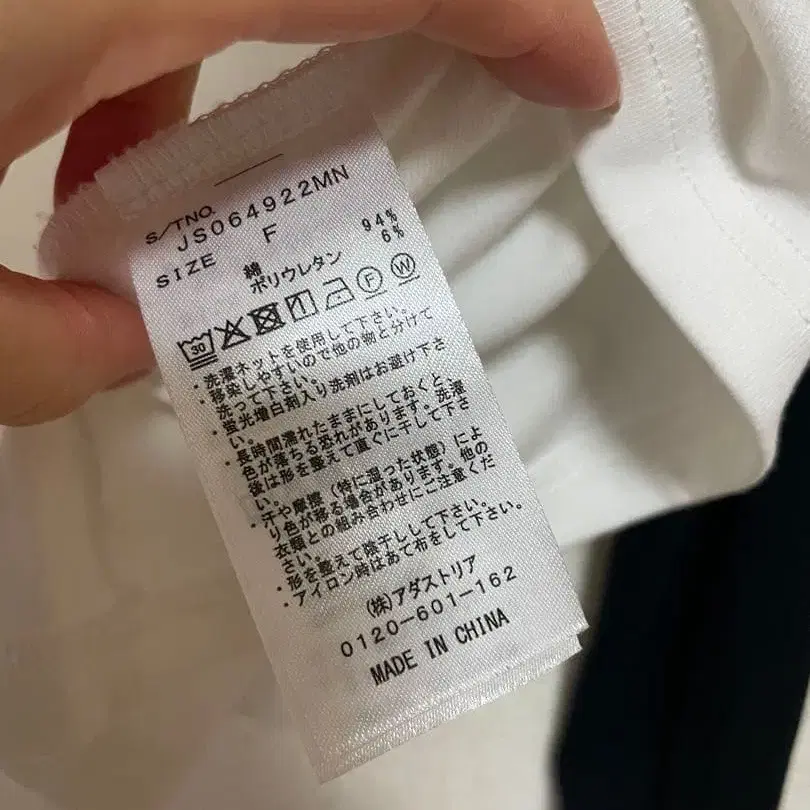 S/TNO.
JS064922MN
SIZE F
綿 94%
ポリウレタン 6%
30
F W
・洗濯ネットを使用して下さい。
・移染しやすいので他の物と分けて
洗って下さい。
・蛍光増白剤入り洗剤はお避け下さ
い。
・長時間濡れたままにしておくと、
色が落ちる恐れがあります。洗濯
後は形を整えて直ぐに干して下さ
い。
・汗や摩擦（特に湿った状態）によ
り色が移る場合があります。他の
衣類との組み合わせにご注意くだ
さい。
・形を整えて陰干しして下さい。
・アイロン時はあて布をして下さい。
(株)アダストリア
0120-601-162
MADE IN CHINA